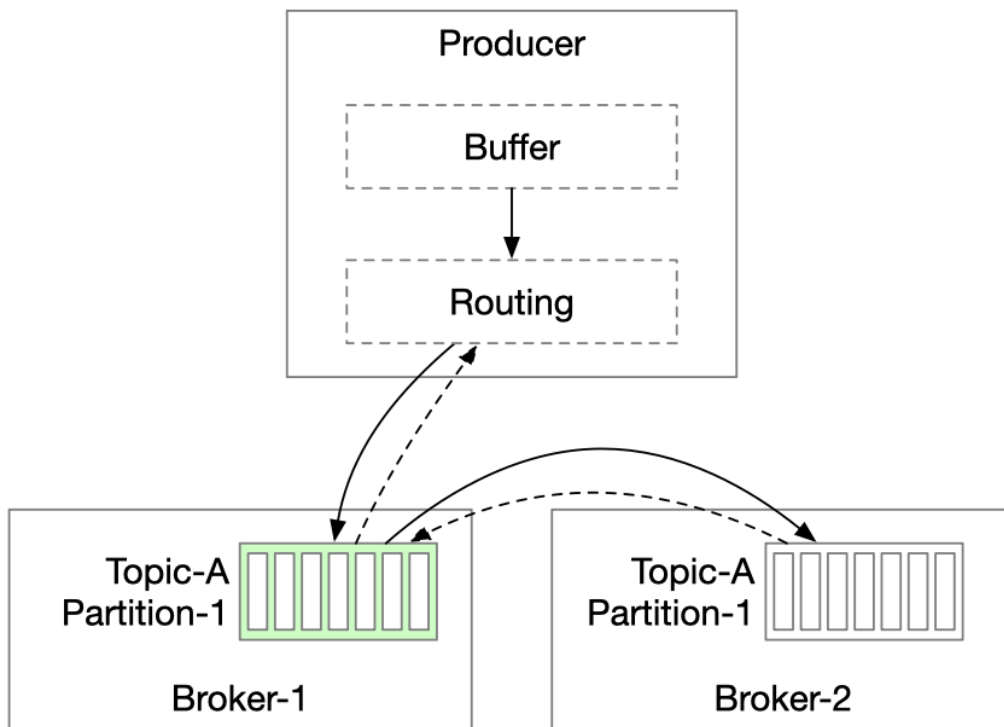 Producer
Buffer
Routing
Topic-A
Partition-1
Broker-1
Topic-A
Partition-1
Broker-2